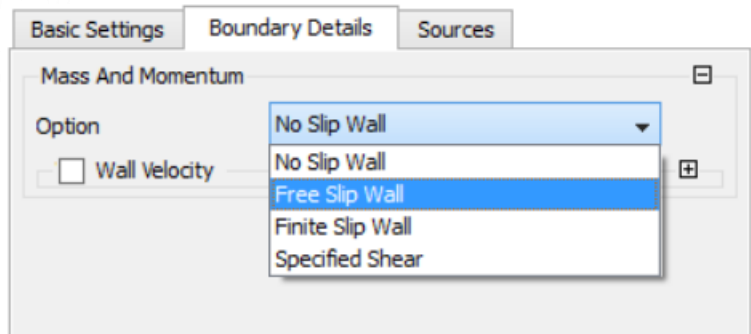 Basic Settings Boundary Details Sources
Mass And Momentum
Option No Slip Wall
Wall Velocity
No Slip Wall
Free Slip Wall
Finite Slip Wall
Specified Shear